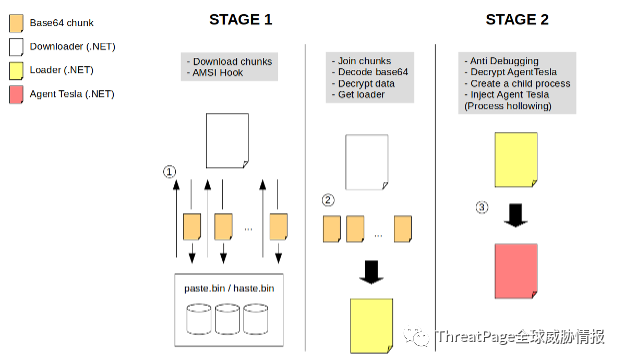 Base64 chunk
Downloader (.NET)
Loader (.NET)
Agent Tesla (.NET)
STAGE 1
- Download chunks
- AMSI Hook
①
...
paste.bin / haste.bin
- Join chunks
- Decode base64
- Decrypt data
- Get loader
②
...
STAGE 2
- Anti Debugging
- Decrypt AgentTesla
- Create a child process
- Inject Agent Tesla
(Process hollowing)
③
ThreatPage全球威胁情报